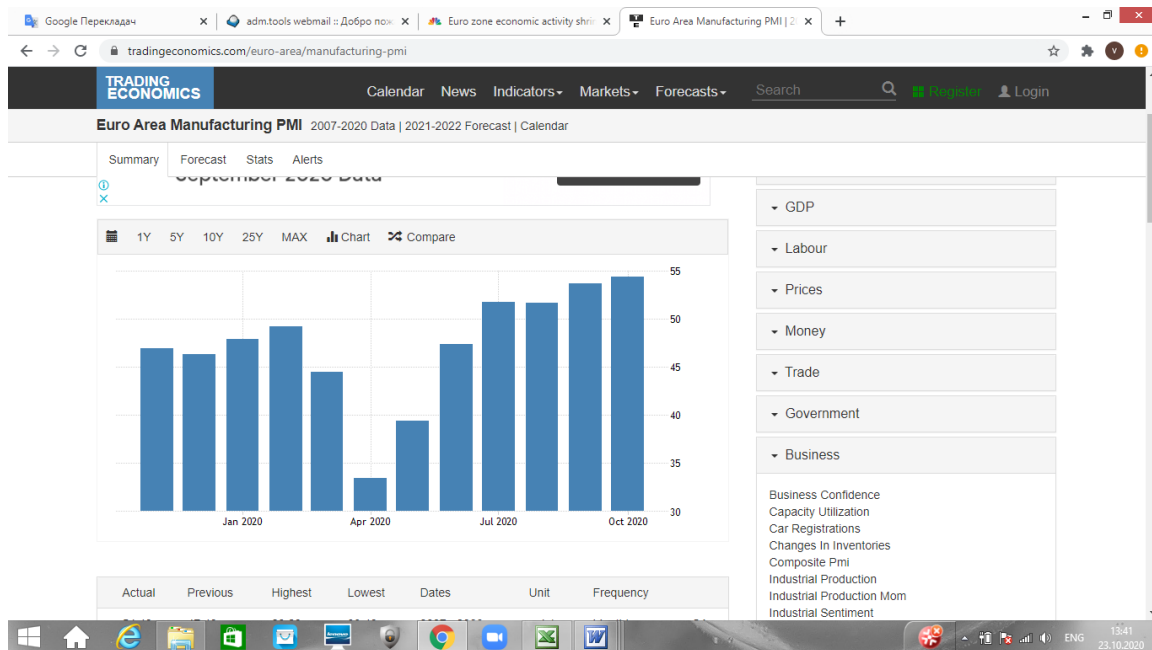 Google Перекладач
adm.tools webmail :: Добро пож
Euro zone economic activity shri
Euro Area Manufacturing PMI | 2
tradingeconomics.com/euro-area/manufacturing-pmi
V
TRADING
ECONOMICS
Calendar News Indicators Markets Forecasts Search Register Login
Euro Area Manufacturing PMI 2007-2020 Data | 2021-2022 Forecast | Calendar
Summary Forecast Stats Alerts
September 2020 Data
1Y 5Y 10Y 25Y MAX Chart Compare
55
50
45
40
35
30
Jan 2020 Apr 2020 Jul 2020 Oct 2020
Actual Previous Highest Lowest Dates Unit Frequency
GDP
Labour
Prices
Money
Trade
Government
Business
Business Confidence
Capacity Utilization
Car Registrations
Changes In Inventories
Composite Pmi
Industrial Production
Industrial Production Mom
Industrial Sentiment
ENG
13:41
23.10.2020